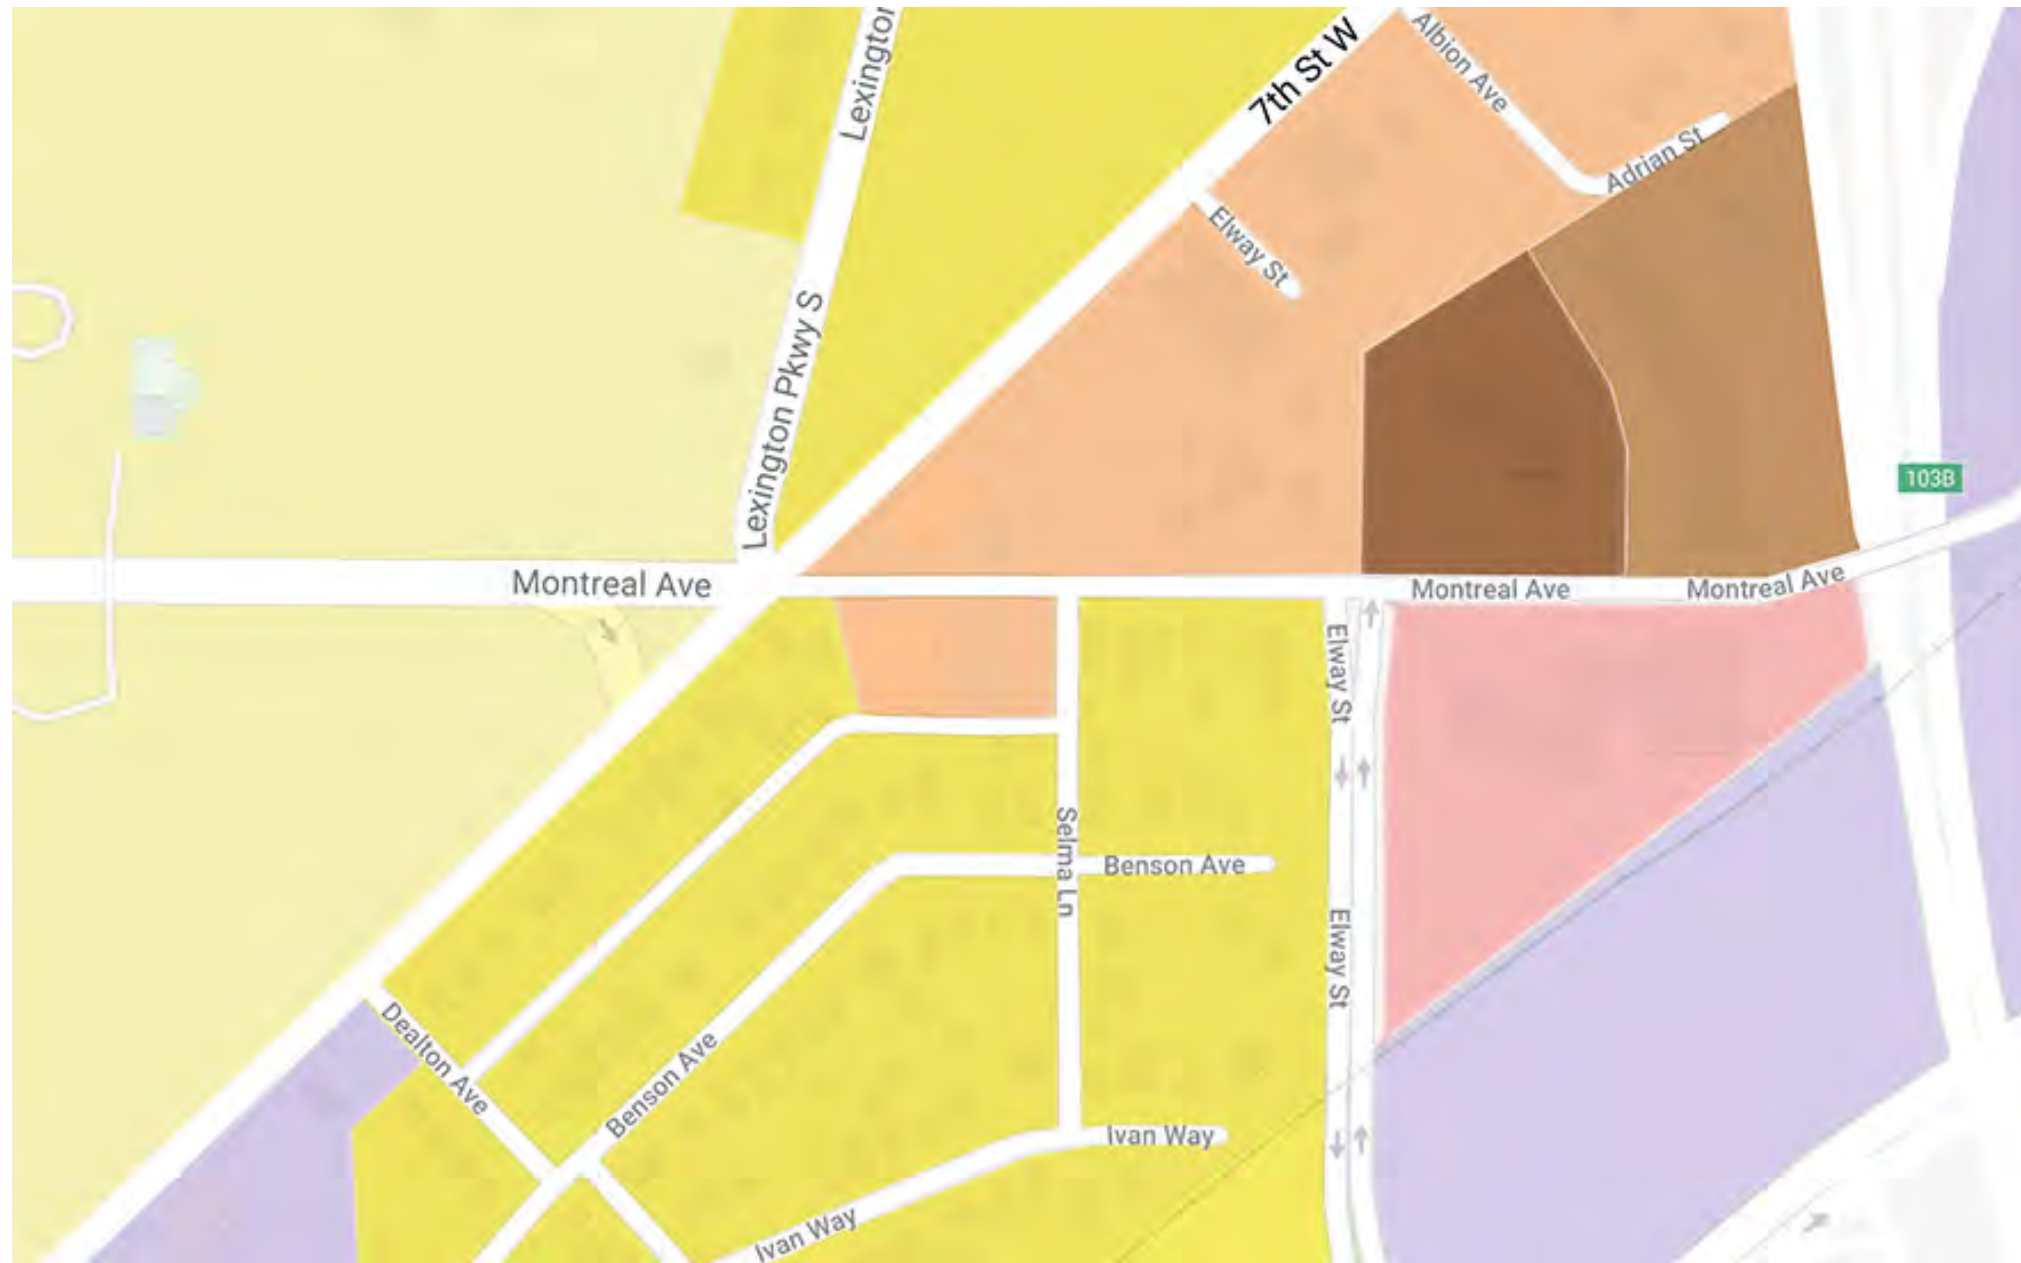 Lexington
7th St W
Albion Ave
Adrian St
Elway St
Lexington Pkwy S
103B
Montreal Ave
Montreal Ave
Montreal Ave
Elway St
Selma Ln
Benson Ave
Elway St
Dealton Ave
Benson Ave
Ivan Way
Ivan Way